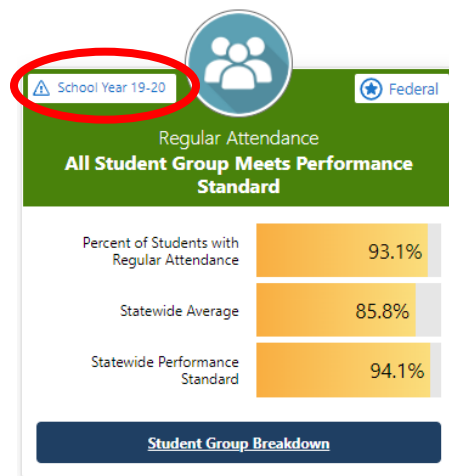 School Year 19-20
Federal
Regular Attendance
All Student Group Meets Performance
Standard
Percent of Students with
Regular Attendance
93.1%
Statewide Average
85.8%
Statewide Performance
Standard
94.1%
Student Group Breakdown